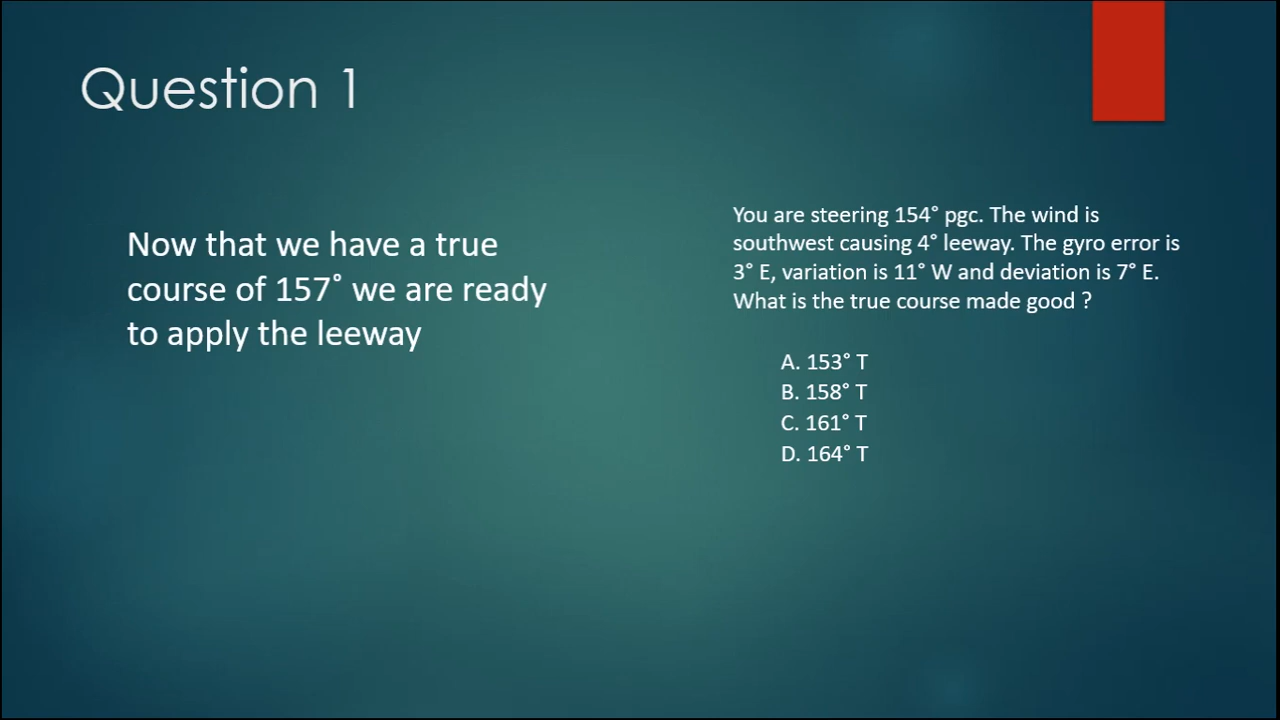 Question 1
Now that we have a true
course of 157˚ we are ready
to apply the leeway
You are steering 154° pgc. The wind is
southwest causing 4° leeway. The gyro error is
3° E, variation is 11° W and deviation is 7° E.
What is the true course made good ?
A. 153° T
B. 158° T
C. 161° T
D. 164° T